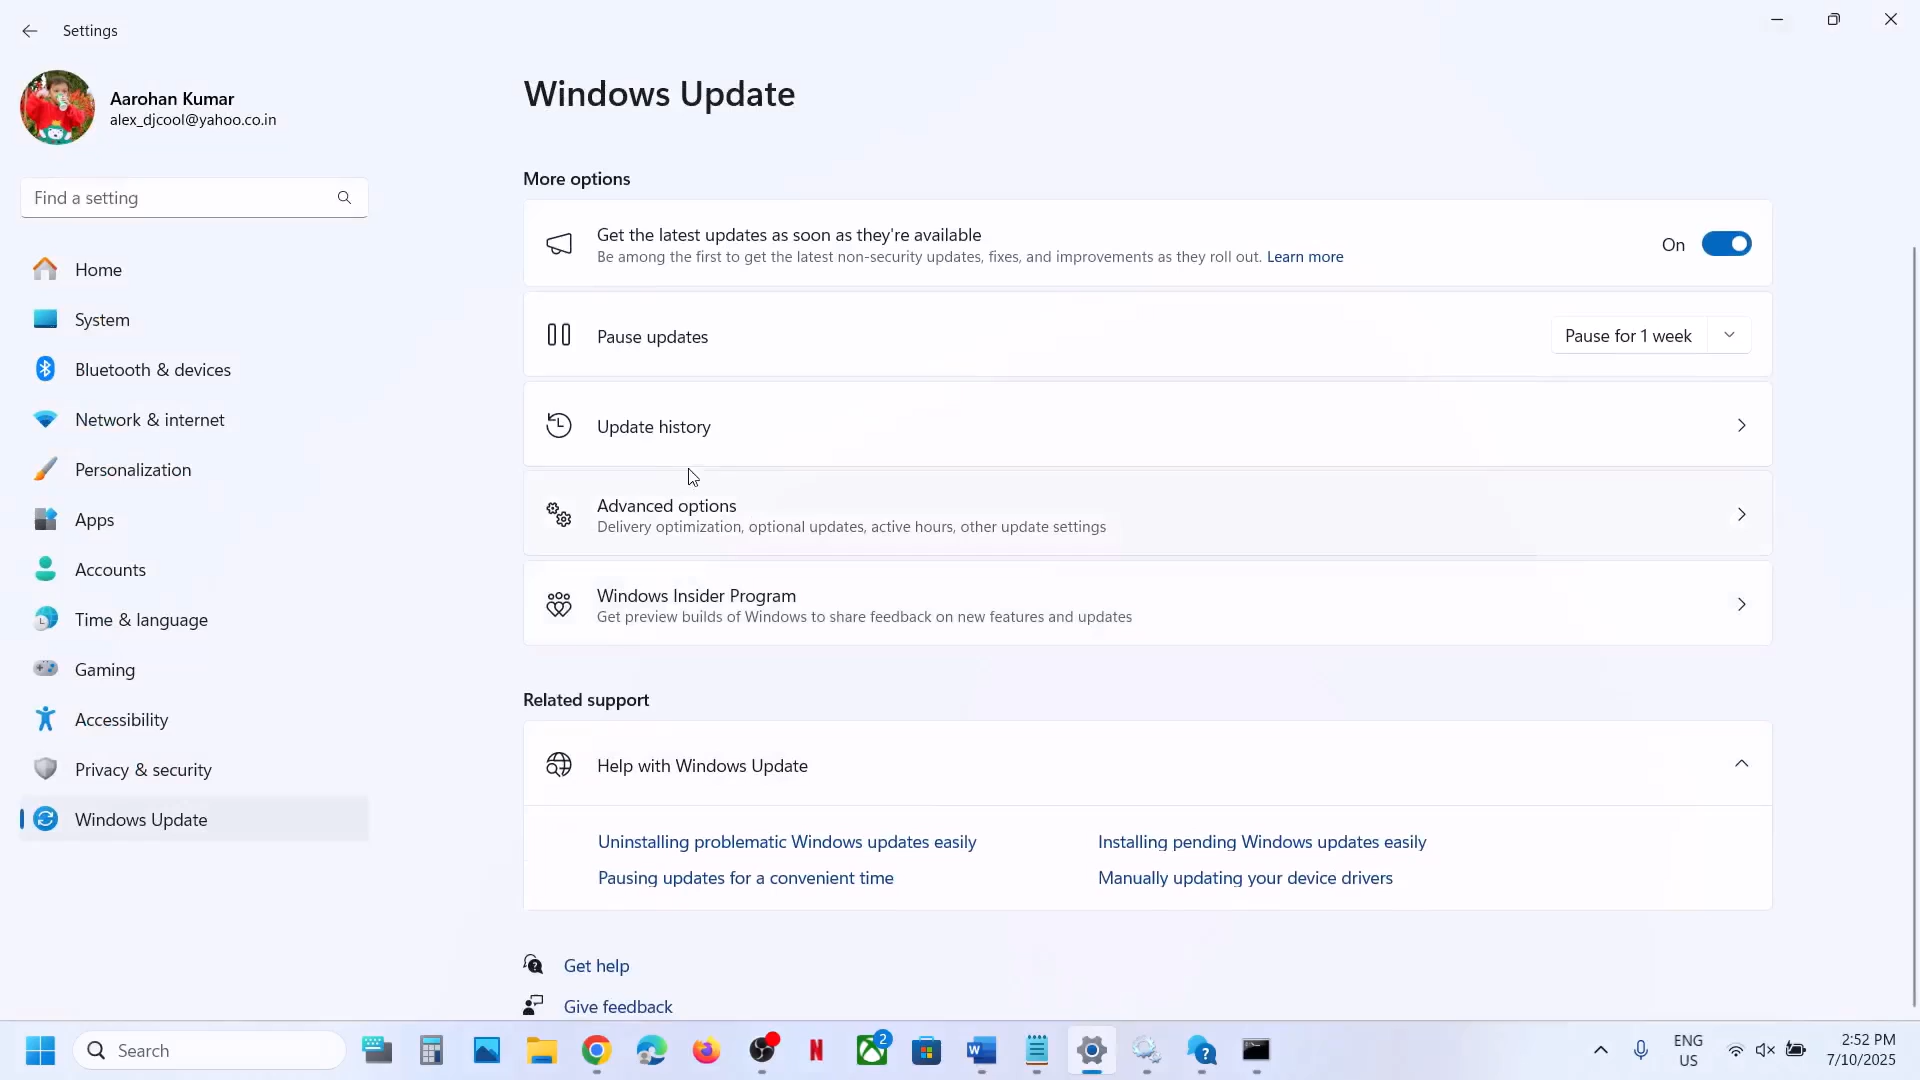 Settings
Aarohan Kumar
alex_djcool@yahoo.co.in
Find a setting
Home
System
Bluetooth & devices
Network & internet
Personalization
Apps
Accounts
Time & language
Gaming
Accessibility
Privacy & security
Windows Update
Windows Update
More options
Get the latest updates as soon as they're available
Be among the first to get the latest non-security updates, fixes, and improvements as they roll out. Learn more
On
Pause updates
Pause for 1 week
Update history
Advanced options
Delivery optimization, optional updates, active hours, other update settings
Windows Insider Program
Get preview builds of Windows to share feedback on new features and updates
Related support
Help with Windows Update
Uninstalling problematic Windows updates easily
Installing pending Windows updates easily
Pausing updates for a convenient time
Manually updating your device drivers
Get help
Give feedback
Search
2
ENG
US
2:52 PM
7/10/2025